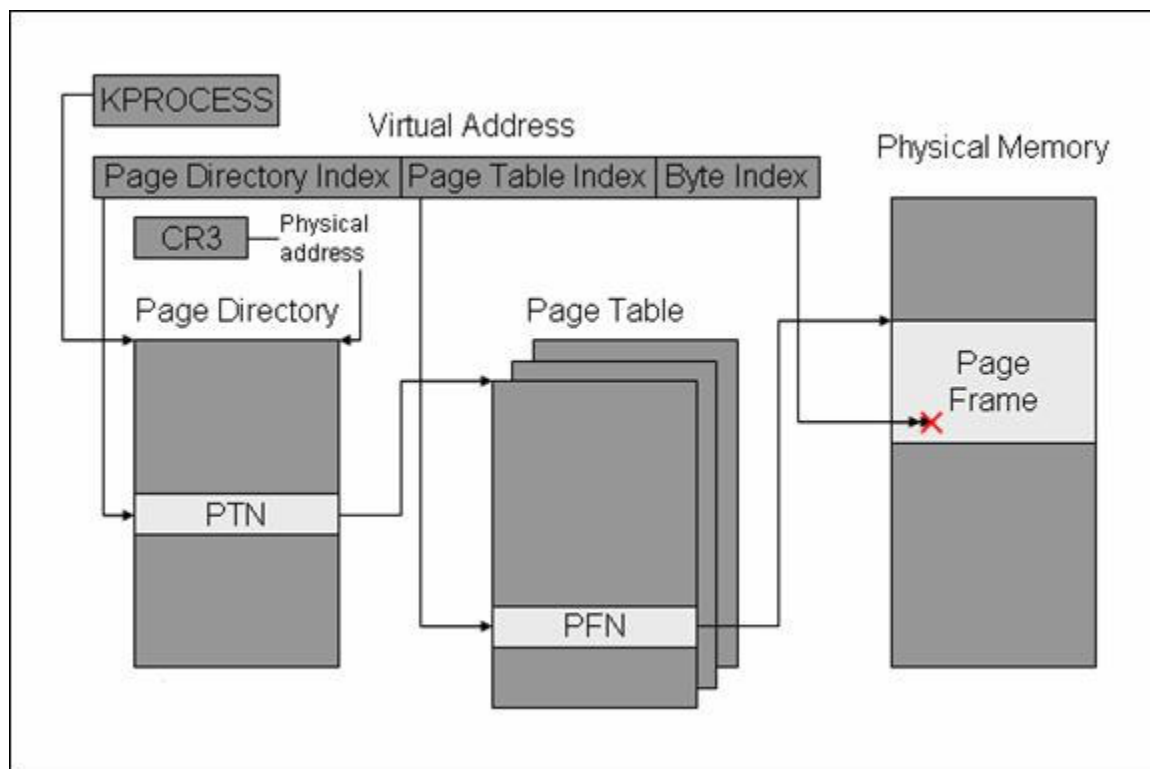 KPROCESS
Virtual Address
Physical Memory
Page Directory Index Page Table Index Byte Index
CR3
Physical
address
Page Directory
Page Table
Page
Frame
PTN
PFN